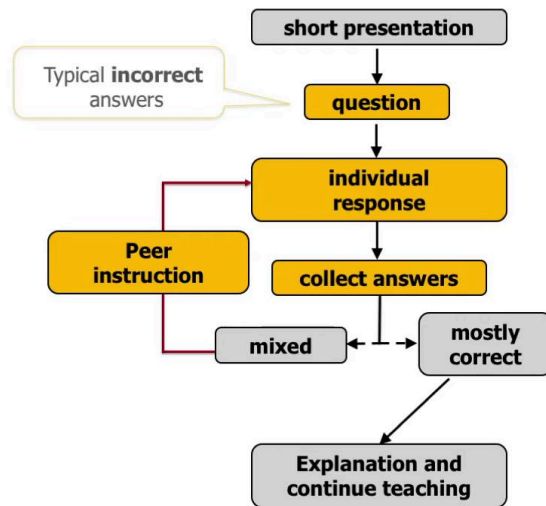 short presentation
Typical incorrect
answers
question
individual
response
Peer
instruction
collect answers
mixed
mostly
correct
Explanation and
continue teaching